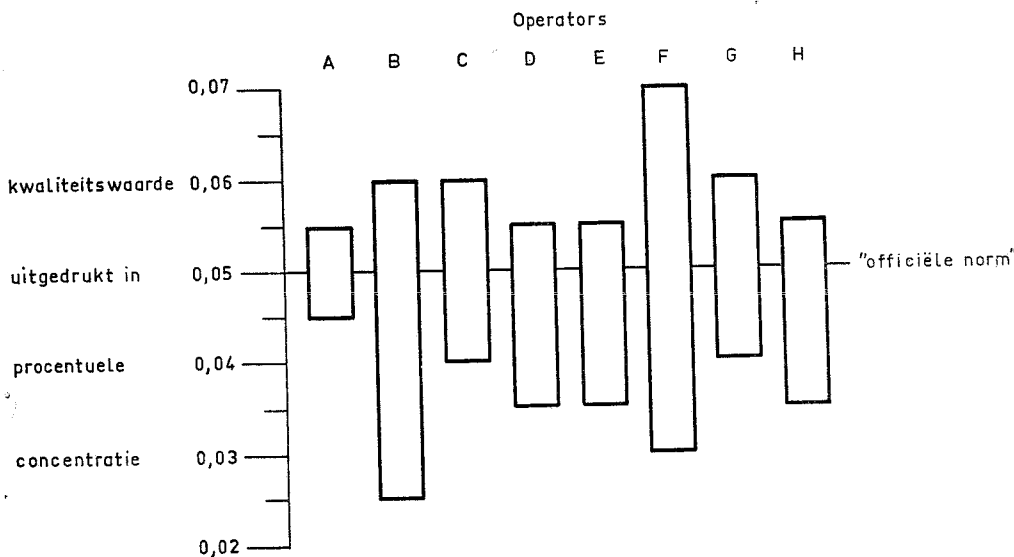 Operators
A B C D E F G H
0,07
kwaliteitswaarde 0,06
uitgedrukt in 0,05 "officiële norm"
procentuele 0,04
concentratie 0,03
0,02